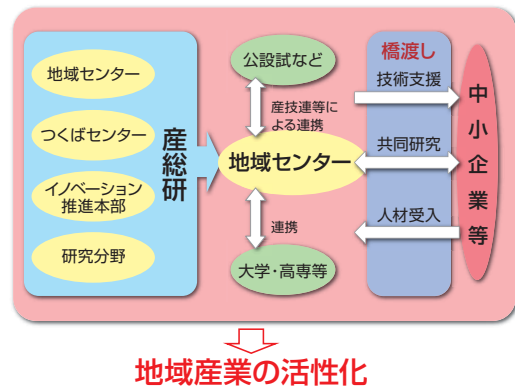 地域センター
つくばセンター
イノベーション
推進本部
研究分野
産総研
公設試など
産技連等に
よる連携
地域センター
連携
大学・高専等
橋渡し
技術支援
共同研究
人材受入
中小企業等
地域産業の活性化